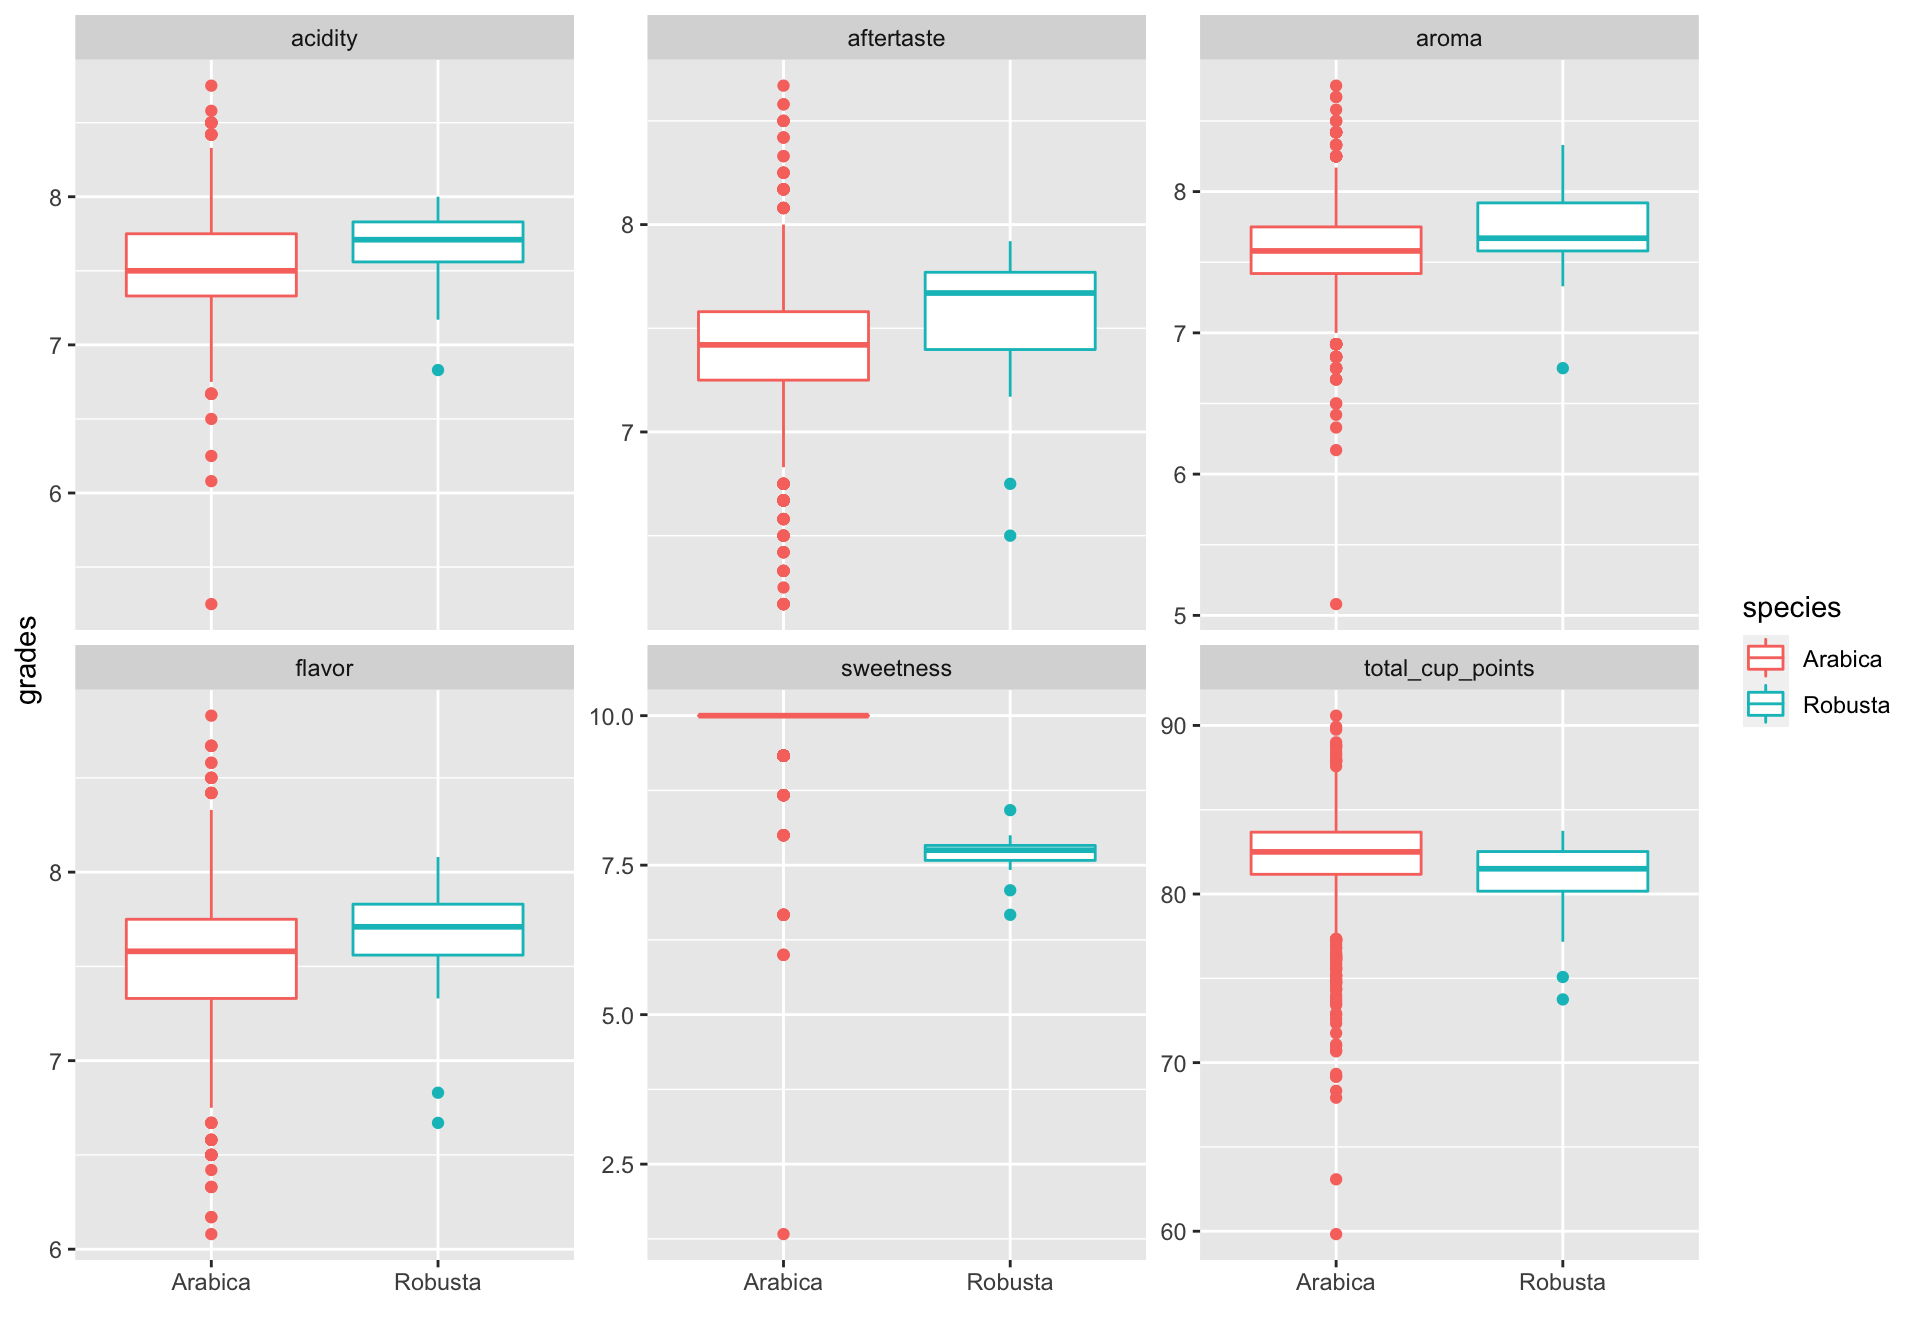 acidity
aftertaste
aroma
8
7
6
8
7
8
7
6
5
flavor
sweetness
total_cup_points
8
7
6
10.0
7.5
5.0
2.5
90
80
70
60
Arabica
Robusta
Arabica
Robusta
Arabica
Robusta
grades
species
Arabica
Robusta